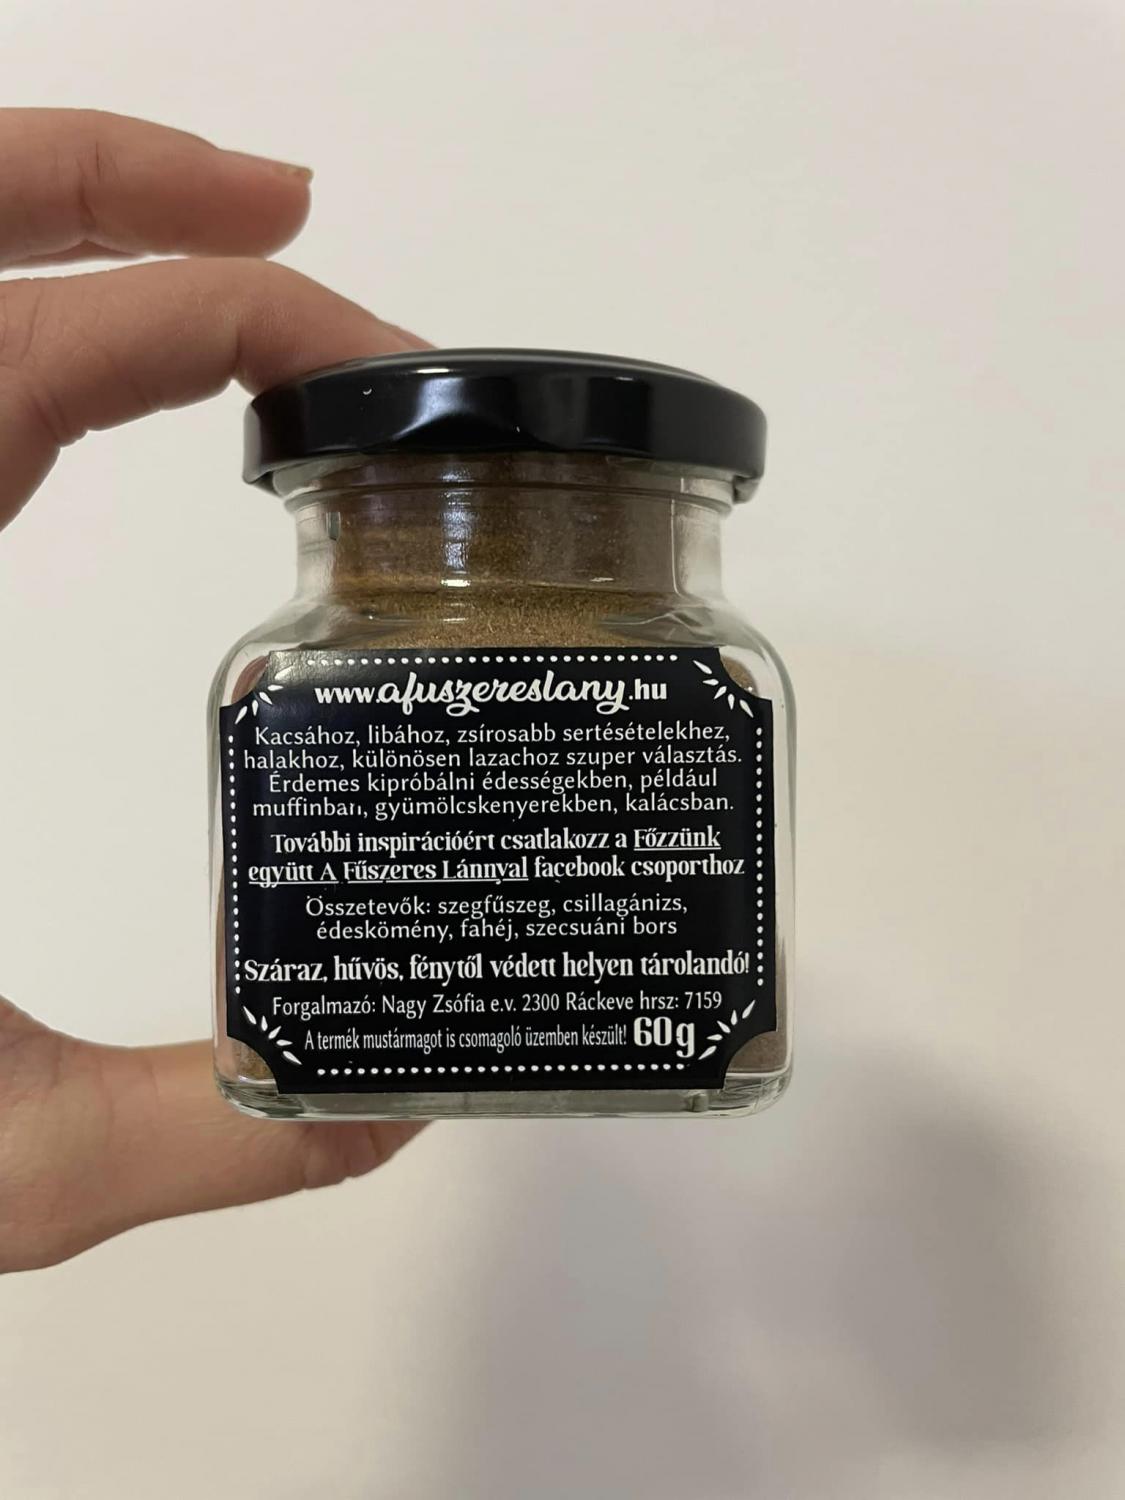 www.afuszereslany.hu
Kacsához, libához, zsírosabb sertésételekhez,
halakhoz, különösen lazachoz szuper választás.
Érdemes kipróbálni édességekben, például
muffinban, gyümölcskenyerekben, kalácsban.
További inspirációért csatlakozz a Főzzünk
együtt A Fűszeres Lánnyal facebook csoporthoz
Összetevők: szegfűszeg, csillagánizs,
édeskömény, fahéj, szecsuáni bors
Száraz, hűvös, fénytől védett helyen tárolandó!
Forgalmazó: Nagy Zsófia e.v. 2300 Ráckeve hrsz: 7159
A termék mustármagot is csomagoló üzemben készült! 60g